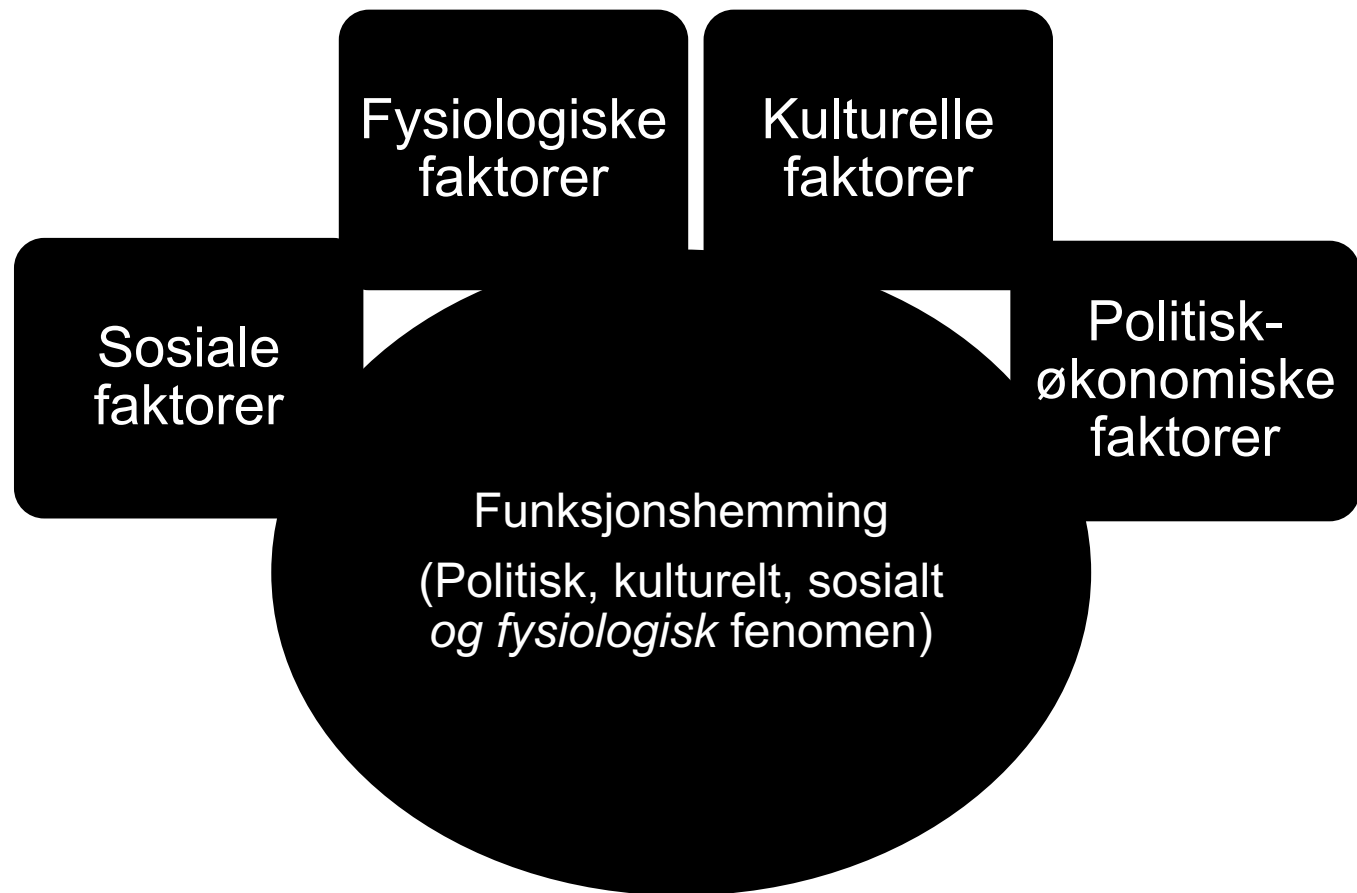 Fysiologiske
faktorer
Kulturelle
faktorer
Sosiale
faktorer
Politisk-
økonomiske
faktorer
Funksjonshemming
(Politisk, kulturelt, sosialt
og fysiologisk fenomen)